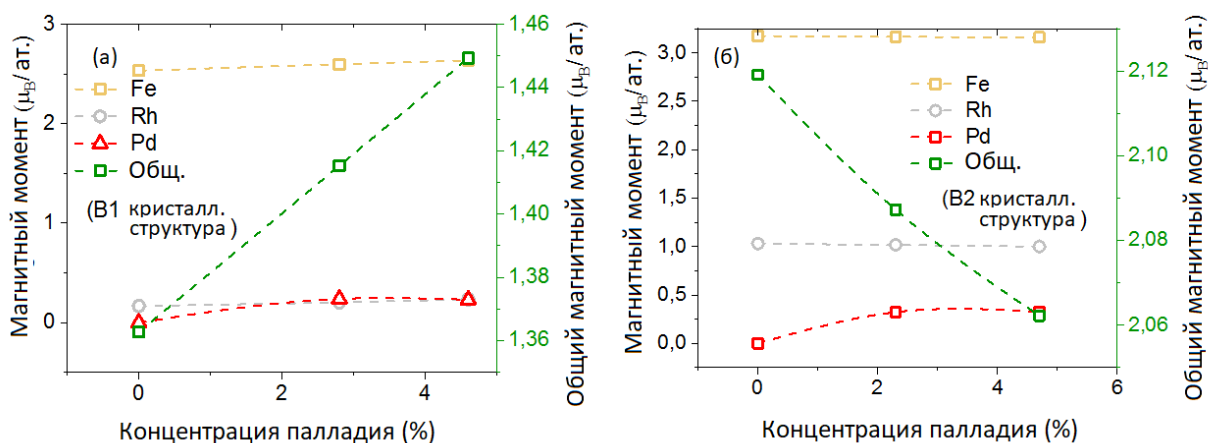 (а)
Fe
Rh
Pd
Общ.
(B1 кристалл.
структура )
Магнитный момент (μB/ ат.)
3
2
1
0
1,46
1,44
1,42
1,40
1,38
1,36
Общий магнитный момент (μB/ ат.)
0
2
4
Концентрация палладия (%)
(б)
Fe
Rh
Pd
Общ.
(B2 кристалл.
структура )
Магнитный момент (μB/ ат.)
3,0
2,5
2,0
1,5
1,0
0,5
0,0
2,12
2,10
2,08
2,06
Общий магнитный момент (μB/ ат.)
0
2
4
6
Концентрация палладия (%)